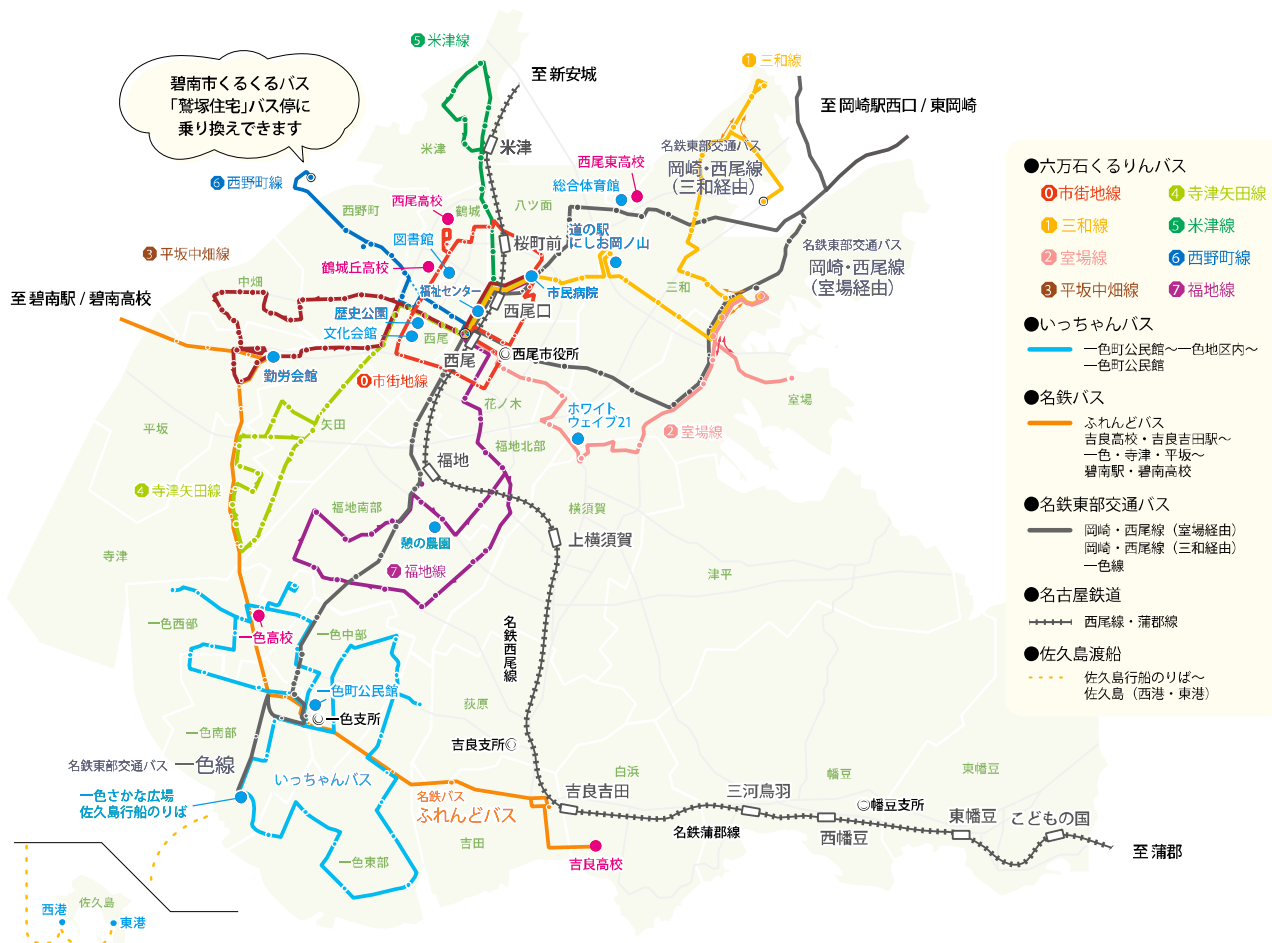 碧南市くるくるバス
「鷲塚住宅」バス停に
乗り換えできます
5 米津線
至 新安城
1 三和線
至 岡崎駅西口 / 東岡崎
米津
米津
名鉄東部交通バス
岡崎・西尾線
（三和経由）
西尾東高校
総合体育館
6 西野町線
西野町
西尾高校
鶴城
八ツ面
図書館
桜町前
道の駅
にしお岡ノ山
名鉄東部交通バス
岡崎・西尾線
（室場経由）
3 平坂中畑線
鶴城丘高校
中畑
至 碧南駅 / 碧南高校
福祉センター
市民病院
三和
歴史公園
西尾口
文化会館
西尾
西尾
西尾市役所
勤労会館
0 市街地線
花ノ木
ホワイト
ウェイブ21
室場
平坂
矢田
2 室場線
福地北部
福地
4 寺津矢田線
福地南部
横須賀
憩の農園
上横須賀
寺津
7 福地線
津平
一色西部
一色高校
一色中部
名鉄西尾線
一色町公民館
一色支所
荻原
一色南部
吉良支所
名鉄東部交通バス 一色線
いっちゃんバス
白浜
幡豆
東幡豆
一色さかな広場
佐久島行船のりば
名鉄バス
ふれんどバス
吉良吉田
三河鳥羽
幡豆支所
東幡豆
こどもの国
名鉄蒲郡線
西幡豆
至 蒲郡
吉田
一色東部
吉良高校
佐久島
西港
東港
●六万石くるりんバス
0 市街地線
4 寺津矢田線
1 三和線
5 米津線
2 室場線
6 西野町線
3 平坂中畑線
7 福地線
●いっちゃんバス
一色町公民館〜一色地区内〜
一色町公民館
●名鉄バス
ふれんどバス
吉良高校・吉良吉田駅〜
一色・寺津・平坂〜
碧南駅・碧南高校
●名鉄東部交通バス
岡崎・西尾線（室場経由）
岡崎・西尾線（三和経由）
一色線
●名古屋鉄道
西尾線・蒲郡線
●佐久島渡船
佐久島行船のりば〜
佐久島（西港・東港）